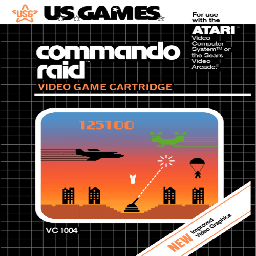 USG
US GAMES
For use
with the
ATARI
Video
Computer
System™ or
the Sears
Video
Arcade.
commando
raid
VIDEO GAME CARTRIDGE
125100
VC 1004
NEW Improved
Video Graphics